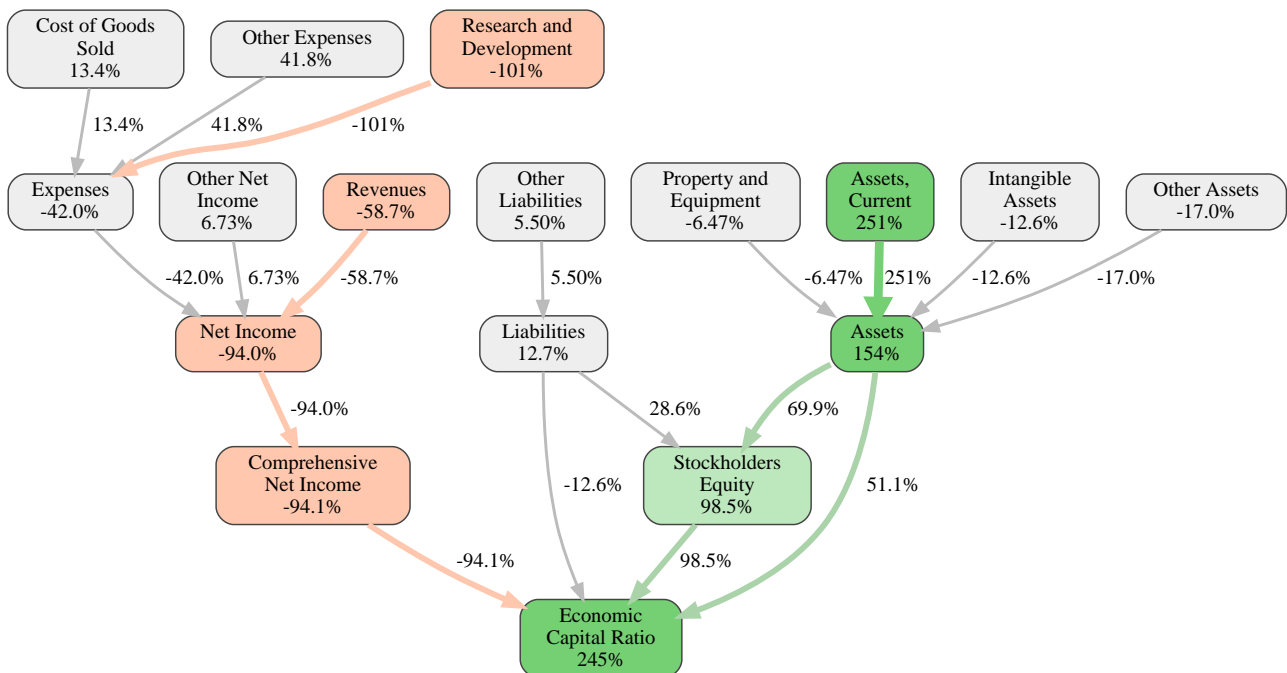 Cost of Goods
Sold
13.4%
Other Expenses
41.8%
Research and
Development
-101%
13.4%
41.8%
-101%
Expenses
-42.0%
Other Net
Income
6.73%
Revenues
-58.7%
Other
Liabilities
5.50%
Property and
Equipment
-6.47%
Assets,
Current
251%
Intangible
Assets
-12.6%
Other Assets
-17.0%
-42.0%
6.73%
-58.7%
5.50%
-6.47%
251%
-12.6%
-17.0%
Net Income
-94.0%
Liabilities
12.7%
Assets
154%
-94.0%
28.6%
69.9%
Comprehensive
Net Income
-94.1%
-12.6%
Stockholders
Equity
98.5%
51.1%
-94.1%
98.5%
Economic
Capital Ratio
245%